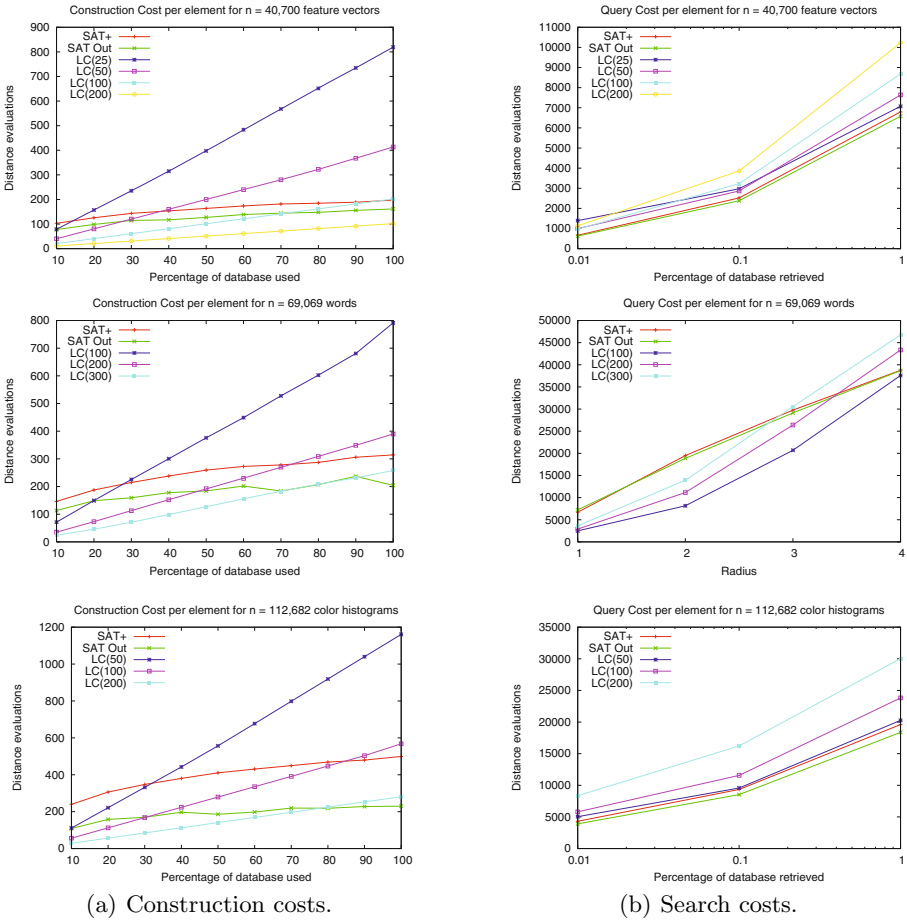 Construction Cost per element for n = 40,700 feature vectors
Distance evaluations
900
800
700
600
500
400
300
200
100
0
SAT+
SAT Out
LC(25)
LC(50)
LC(100)
LC(200)
10 20 30 40 50 60 70 80 90 100
Percentage of database used
Query Cost per element for n = 40,700 feature vectors
Distance evaluations
11000
10000
9000
8000
7000
6000
5000
4000
3000
2000
1000
0
SAT+
SAT Out
LC(25)
LC(50)
LC(100)
LC(200)
0.01 0.1 1
Percentage of database retrieved
Construction Cost per element for n = 69,069 words
Distance evaluations
800
700
600
500
400
300
200
100
0
SAT+
SAT Out
LC(100)
LC(200)
LC(300)
10 20 30 40 50 60 70 80 90 100
Percentage of database used
Query Cost per element for n = 69,069 words
Distance evaluations
50000
45000
40000
35000
30000
25000
20000
15000
10000
5000
0
SAT+
SAT Out
LC(100)
LC(200)
LC(300)
1 2 3 4
Radius
Construction Cost per element for n = 112,682 color histograms
Distance evaluations
1200
1000
800
600
400
200
0
SAT+
SAT Out
LC(50)
LC(100)
LC(200)
10 20 30 40 50 60 70 80 90 100
Percentage of database used
Query Cost per element for n = 112,682 color histograms
Distance evaluations
35000
30000
25000
20000
15000
10000
5000
0
SAT+
SAT Out
LC(50)
LC(100)
LC(200)
0.01 0.1 1
Percentage of database retrieved
(a) Construction costs.
(b) Search costs.